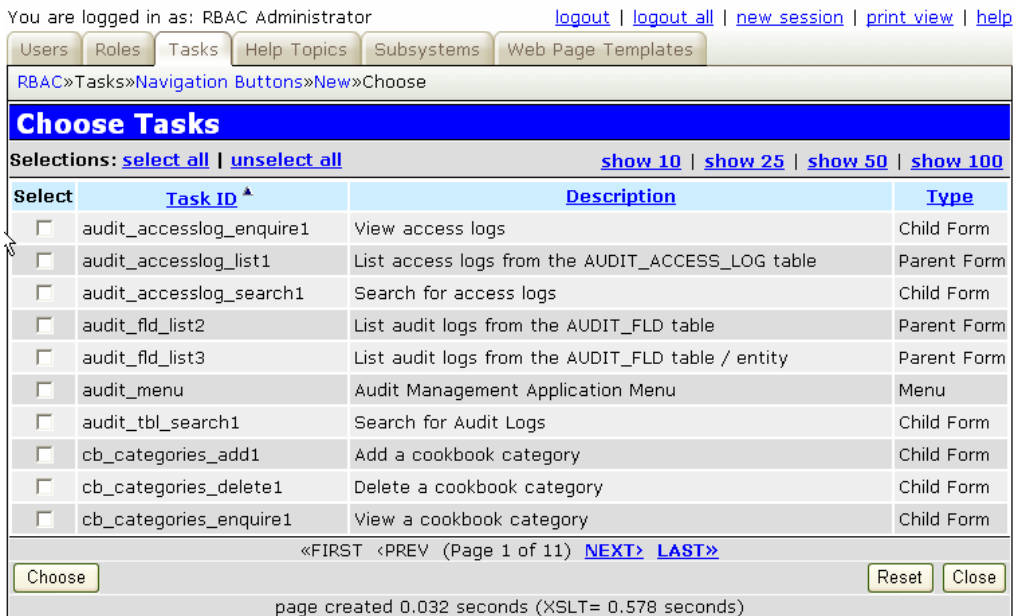 You are logged in as: RBAC Administrator logout | logout all | new session | print view | help
Users Roles Tasks Help Topics Subsystems Web Page Templates
RBAC»Tasks»Navigation Buttons»New»Choose
Choose Tasks
Selections: select all | unselect all show 10 | show 25 | show 50 | show 100
Select Task ID Description Type
audit_accesslog_enquire1 View access logs Child Form
audit_accesslog_list1 List access logs from the AUDIT_ACCESS_LOG table Parent Form
audit_accesslog_search1 Search for access logs Child Form
audit_fld_list2 List audit logs from the AUDIT_FLD table Parent Form
audit_fld_list3 List audit logs from the AUDIT_FLD table / entity Parent Form
audit_menu Audit Management Application Menu Menu
audit_tbl_search1 Search for Audit Logs Child Form
cb_categories_add1 Add a cookbook category Child Form
cb_categories_delete1 Delete a cookbook category Child Form
cb_categories_enquire1 View a cookbook category Child Form
«FIRST ‹PREV (Page 1 of 11) NEXT› LAST»
Choose Reset Close
page created 0.032 seconds (XSLT= 0.578 seconds)